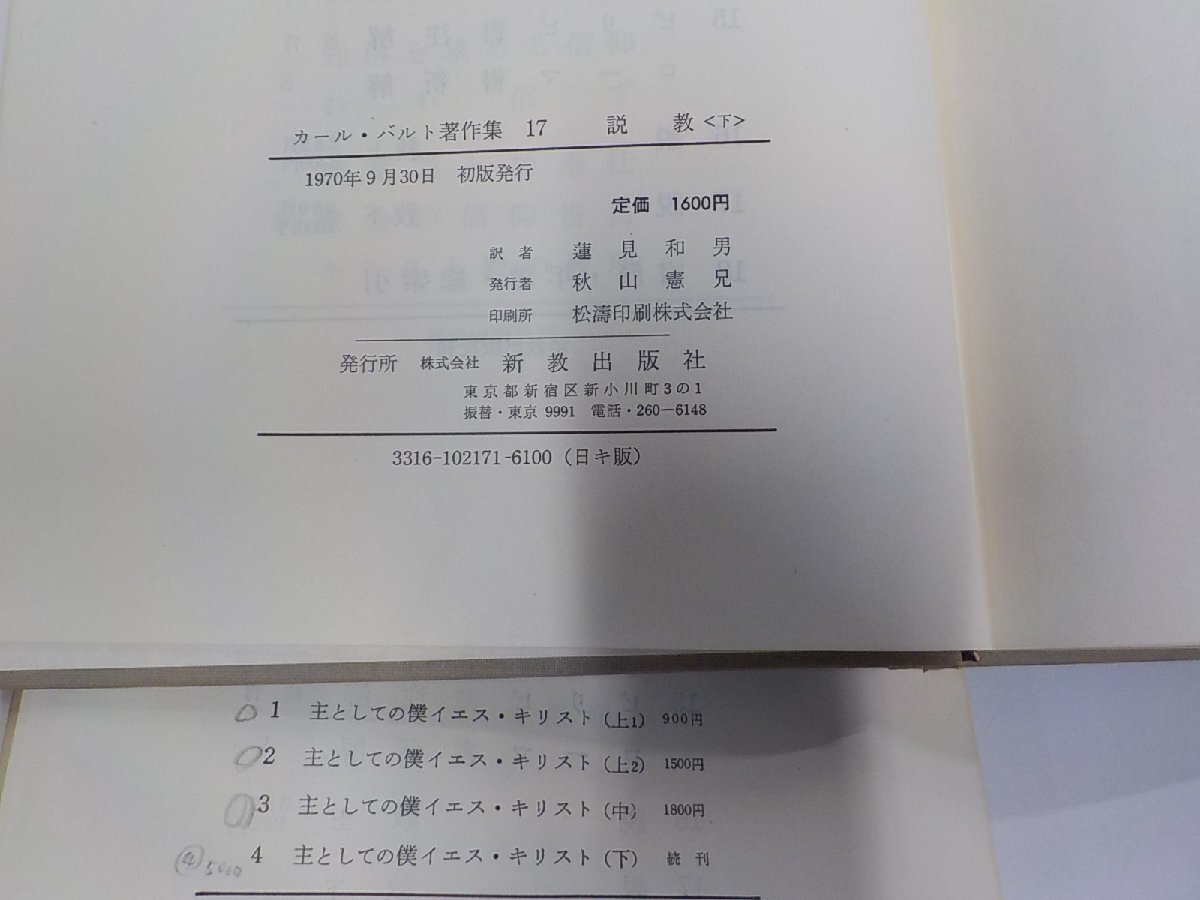 カール・バルト著作集 17 説 教 <下>
1970年9月30日 初版発行
定価 1600円
訳 者 蓮 見 和 男
発行者 秋 山 憲 兄
印刷所 松濤印刷株式会社
発行所 株式会社 新 教 出 版 社
東京都新宿区新小川町3の1
振替・東京 9991 電話・260-6148
3316-102171-6100(日キ販)
1 主としての僕イエス・キリスト(上1) 900円
2 主としての僕イエス・キリスト(上2) 1500円
3 主としての僕イエス・キリスト(中) 1800円
④ 5000 4 主としての僕イエス・キリスト(下) 続 刊